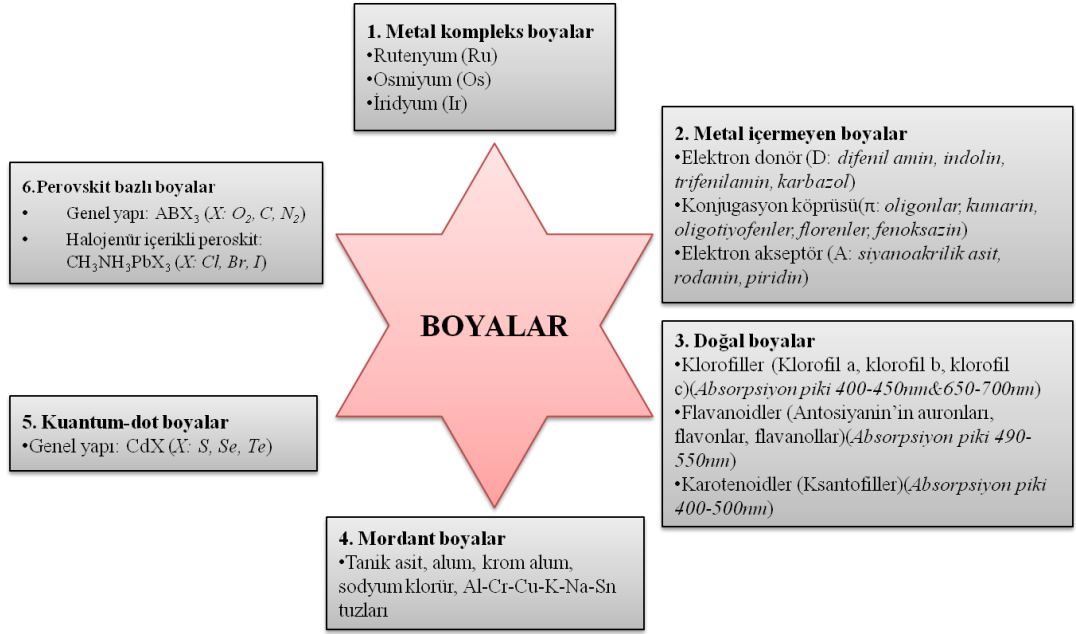 1. Metal kompleks boyalar
•Rutenyum (Ru)
•Osmiyum (Os)
•İridyum (Ir)
2. Metal içermeyen boyalar
•Elektron donör (D: difenil amin, indolin,
trifenilamin, karbazol)
•Konjugasyon köprüsü(π: oligonlar, kumarin,
oligotiyofenler, florenler, fenoksazin)
•Elektron akseptör (A: siyanoakrilik asit,
rodanin, piridin)
3. Doğal boyalar
•Klorofiller (Klorofil a, klorofil b, klorofil
c)(Absorpsiyon piki 400-450nm&650-700nm)
•Flavanoidler (Antosiyanin’in auronları,
flavonlar, flavanollar)(Absorpsiyon piki 490-
550nm)
•Karotenoidler (Ksantofiller)(Absorpsiyon piki
400-500nm)
4. Mordant boyalar
•Tanik asit, alum, krom alum,
sodyum klorür, Al-Cr-Cu-K-Na-Sn
tuzları
5. Kuantum-dot boyalar
•Genel yapı: CdX (X: S, Se, Te)
6.Perovskit bazlı boyalar
• Genel yapı: ABX₃ (X: O₂, C, N₂)
• Halojenür içerikli peroskit:
CH₃NH₃PbX₃ (X: Cl, Br, I)
BOYALAR